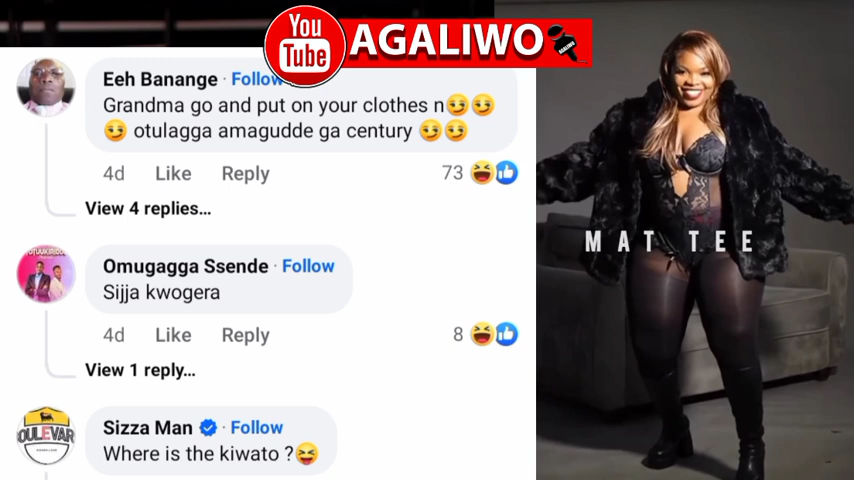 You
Tube
AGALIWO
AGALIWO
Eeh Banange · Follow
Grandma go and put on your clothes n😏😏
😏 otulagga amagudde ga century 😏😏
4d Like Reply 73
View 4 replies...
Omugagga Ssende · Follow
Sijja kwogera
4d Like Reply 8
View 1 reply...
OULEVAR
Sizza Man · Follow
Where is the kiwato ?😝
MAT TEE